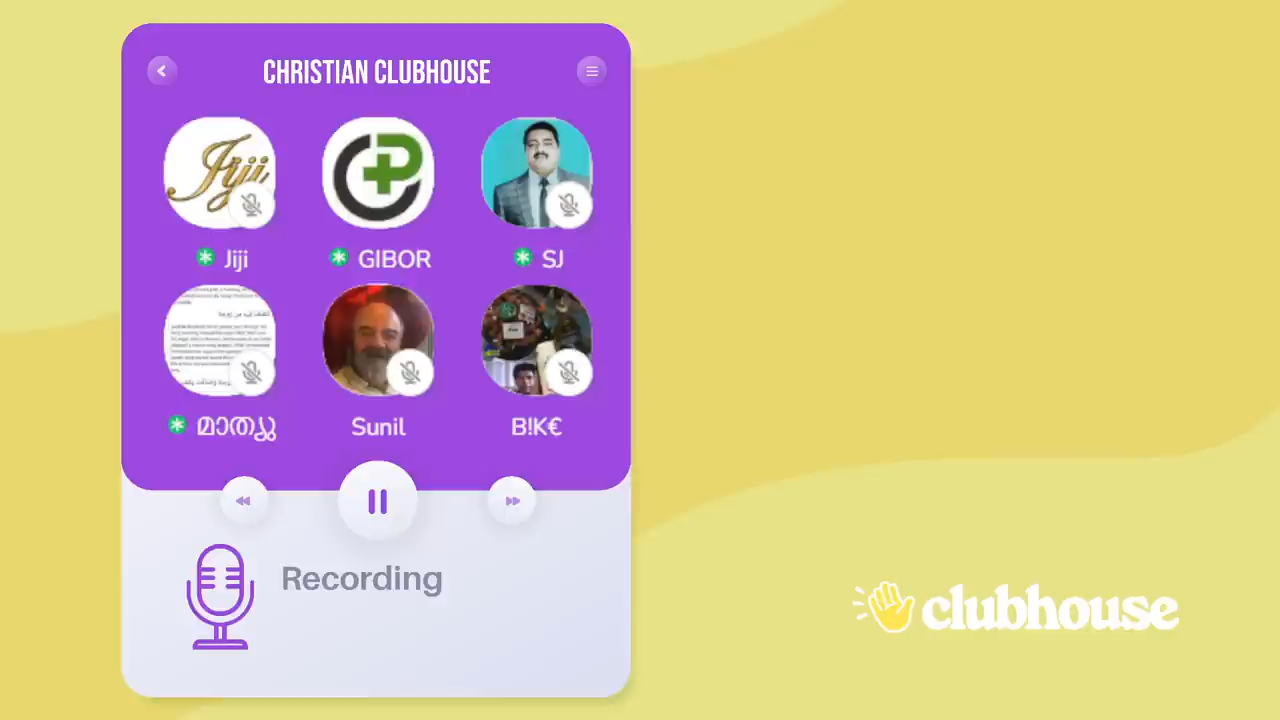 CHRISTIAN CLUBHOUSE
Jiji
Jiji
GIBOR
SJ
മാത്യു
Sunil
B!K€
Recording
clubhouse